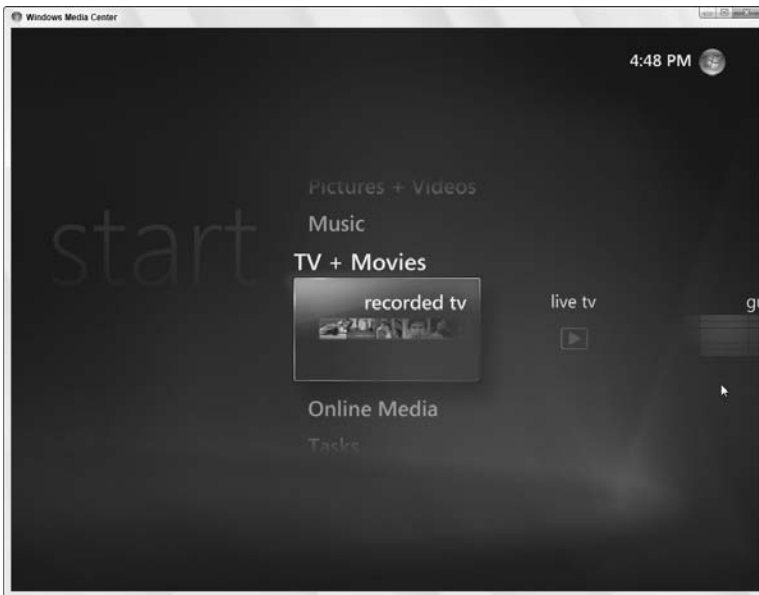 Windows Media Center
4:48 PM
Pictures + Videos
start
Music
TV + Movies
recorded tv
live tv
Online Media
Tasks